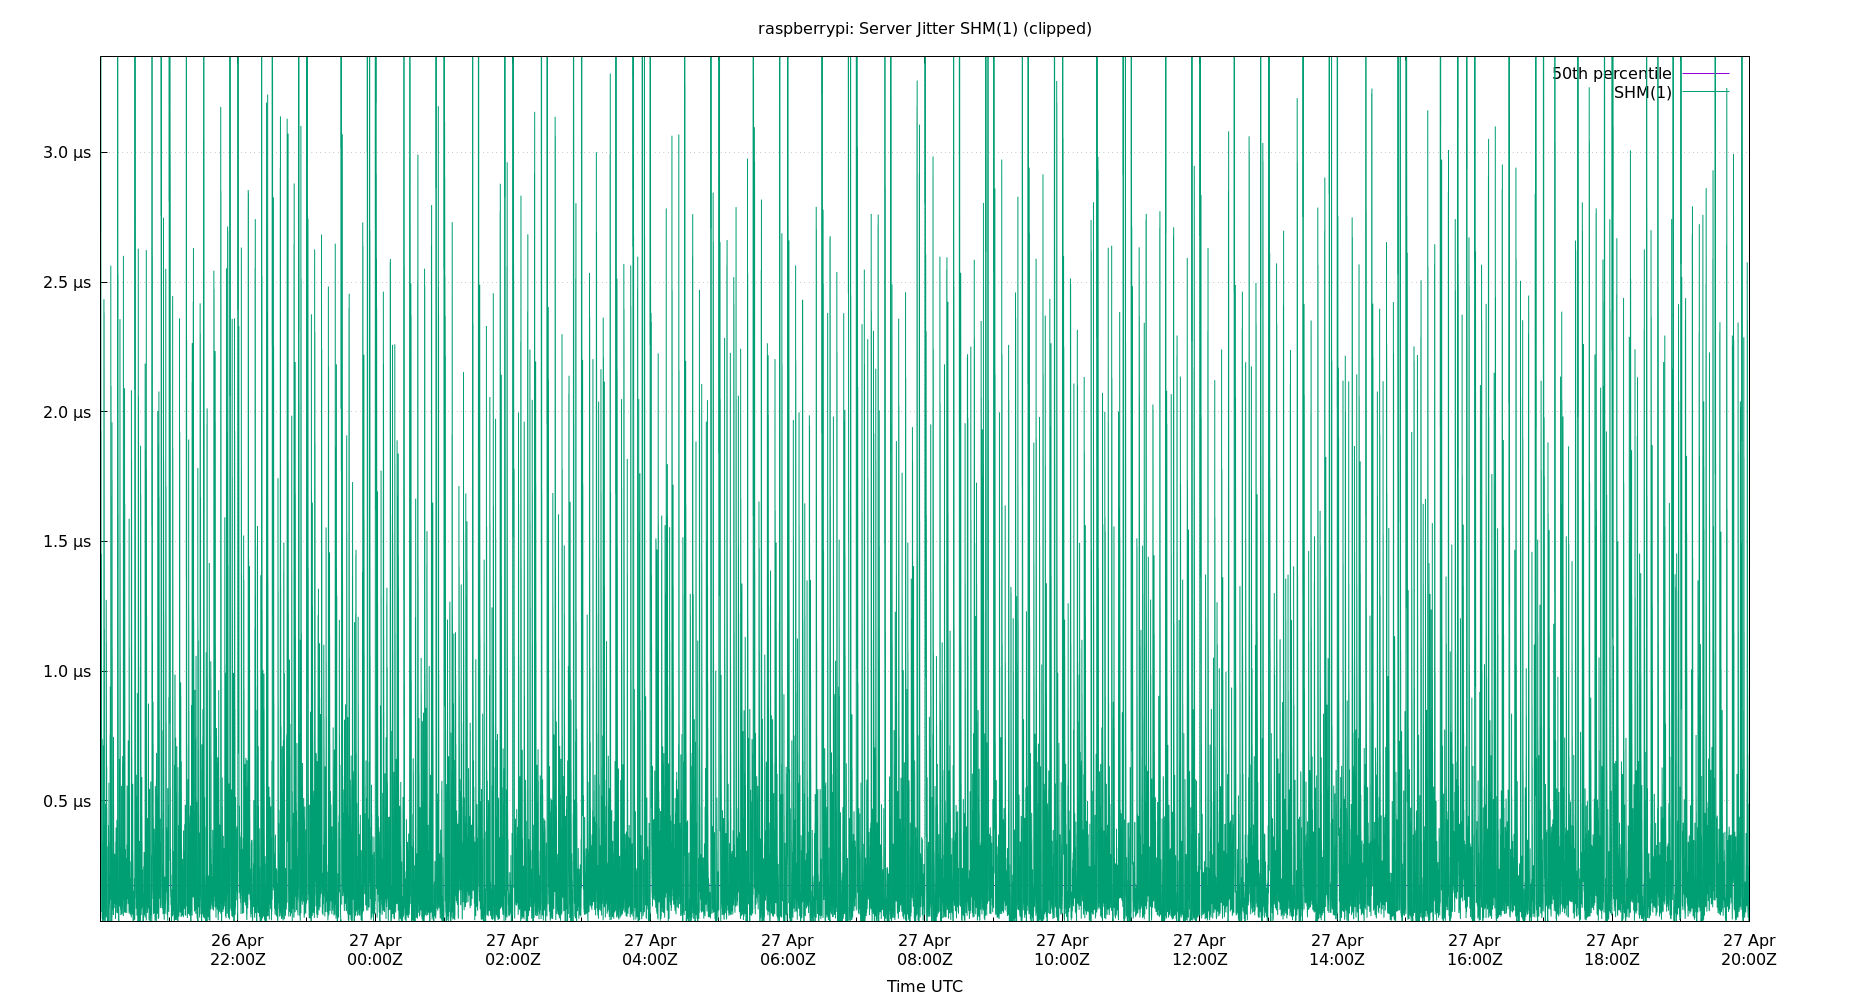 raspberrypi: Server Jitter SHM(1) (clipped)
50th percentile
SHM(1)
3.0 µs
2.5 µs
2.0 µs
1.5 µs
1.0 µs
0.5 µs
26 Apr 27 Apr 27 Apr 27 Apr 27 Apr 27 Apr 27 Apr 27 Apr 27 Apr 27 Apr 27 Apr 27 Apr
22:00Z 00:00Z 02:00Z 04:00Z 06:00Z 08:00Z 10:00Z 12:00Z 14:00Z 16:00Z 18:00Z 20:00Z
Time UTC